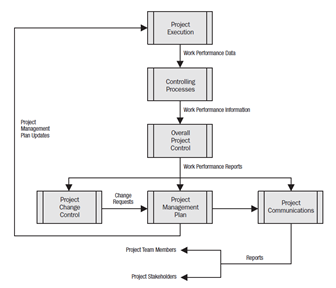 Project
Execution
Work Performance Data
Controlling
Processes
Project
Management
Plan Updates
Work Performance Information
Overall
Project
Control
Work Performance Reports
Project
Change
Control
Change
Requests
Project
Management
Plan
Project
Communications
Project Team Members
Reports
Project Stakeholders